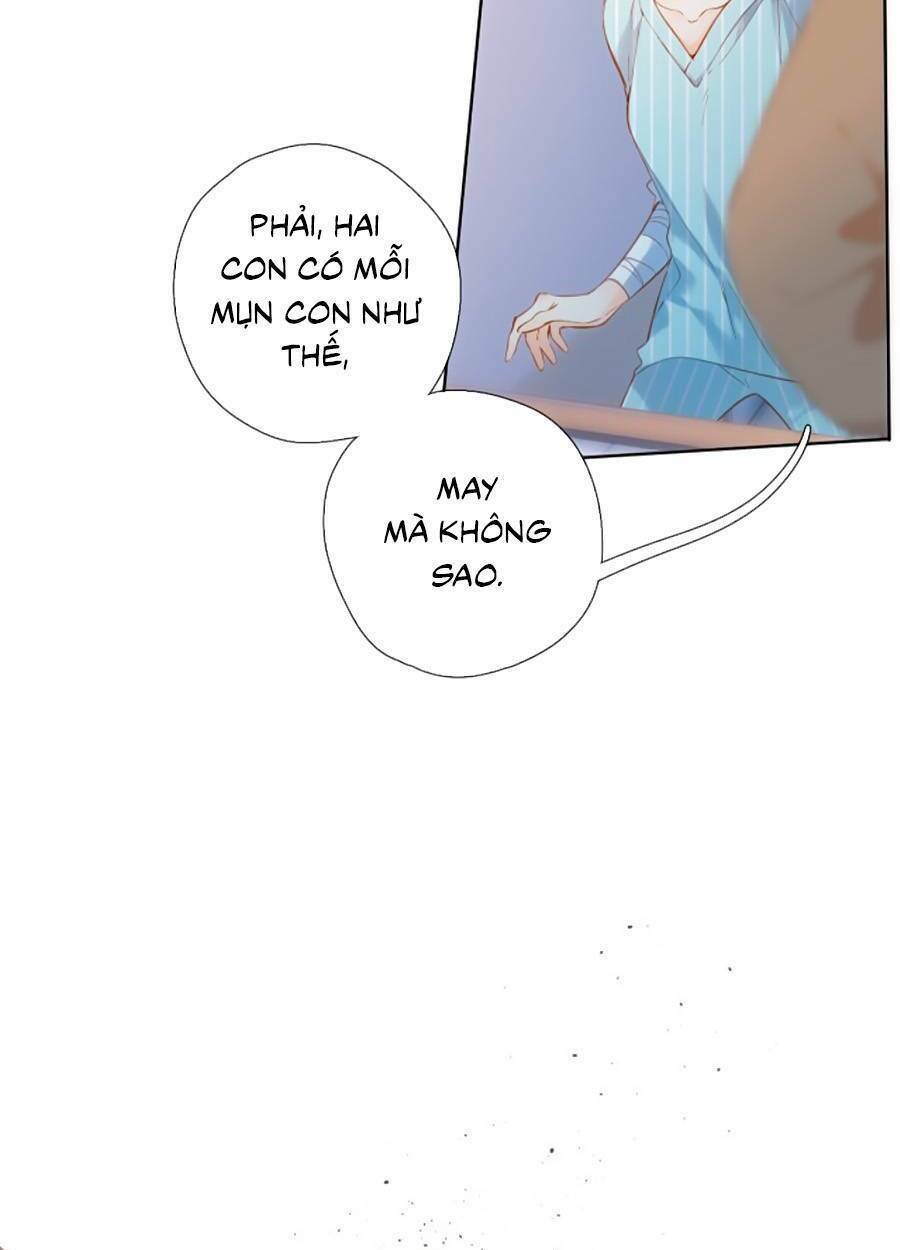 PHẢI, HAI
CON CÓ MỖI
MỤN CON NHƯ
THẾ,
MAY
MÀ KHÔNG
SAO.